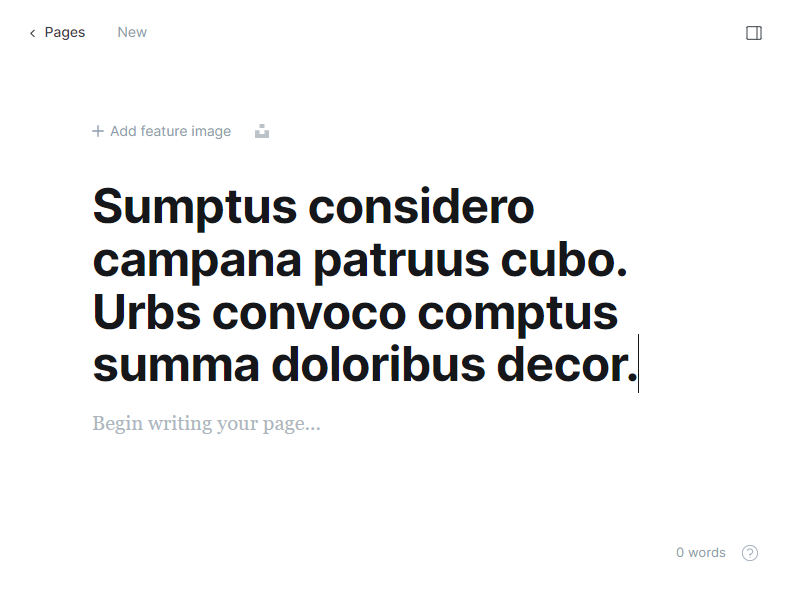 Pages New
Add feature image
Sumptus considero
campana patruus cubo.
Urbs convoco comptus
summa doloribus decor.
Begin writing your page...
0 words